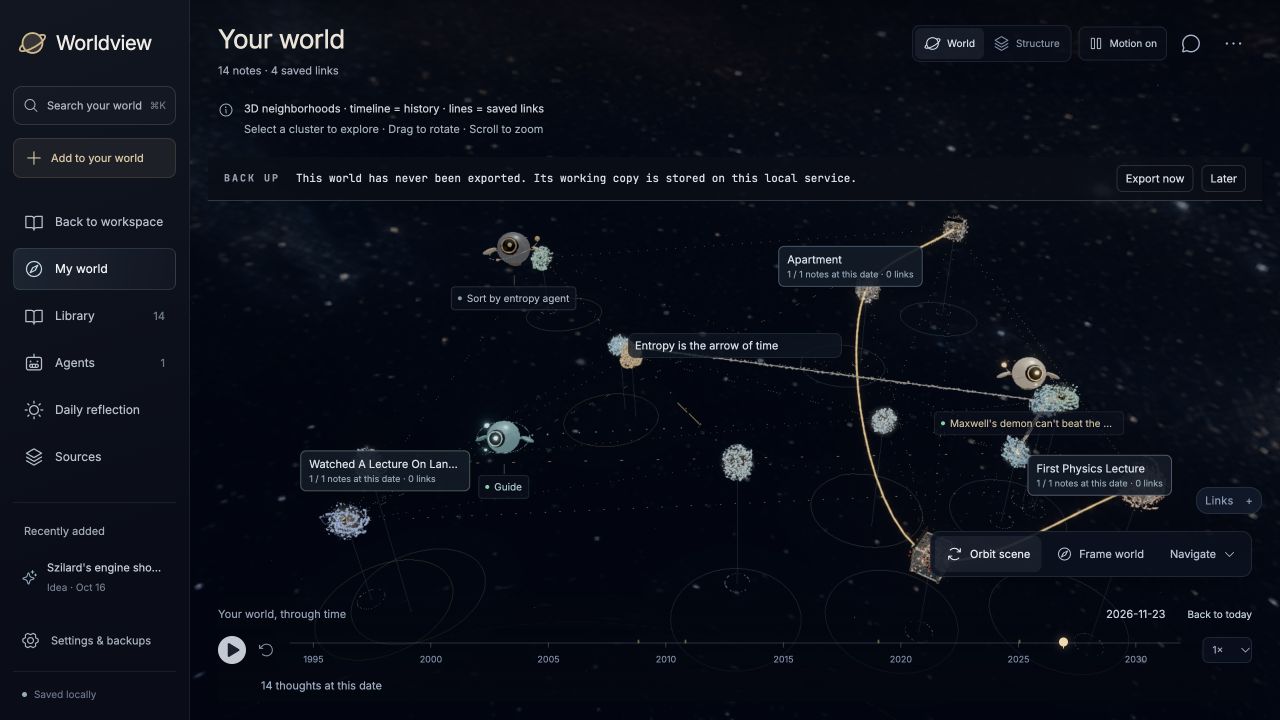 Worldview
Search your world ⌘K
Add to your world
Back to workspace
My world
Library 14
Agents 1
Daily reflection
Sources
Recently added
Szilard's engine sho...
Idea · Oct 16
Settings & backups
Saved locally
Your world
14 notes · 4 saved links
World
Structure
Motion on
3D neighborhoods · timeline = history · lines = saved links
Select a cluster to explore · Drag to rotate · Scroll to zoom
BACK UP This world has never been exported. Its working copy is stored on this local service.
Export now
Later
Apartment
1 / 1 notes at this date · 0 links
Sort by entropy agent
Entropy is the arrow of time
Maxwell's demon can't beat the ...
Watched A Lecture On Lan...
1 / 1 notes at this date · 0 links
Guide
First Physics Lecture
1 / 1 notes at this date · 0 links
Links +
Orbit scene
Frame world
Navigate
Your world, through time
2026-11-23
Back to today
1995 2000 2005 2010 2015 2020 2025 2030
1×
14 thoughts at this date